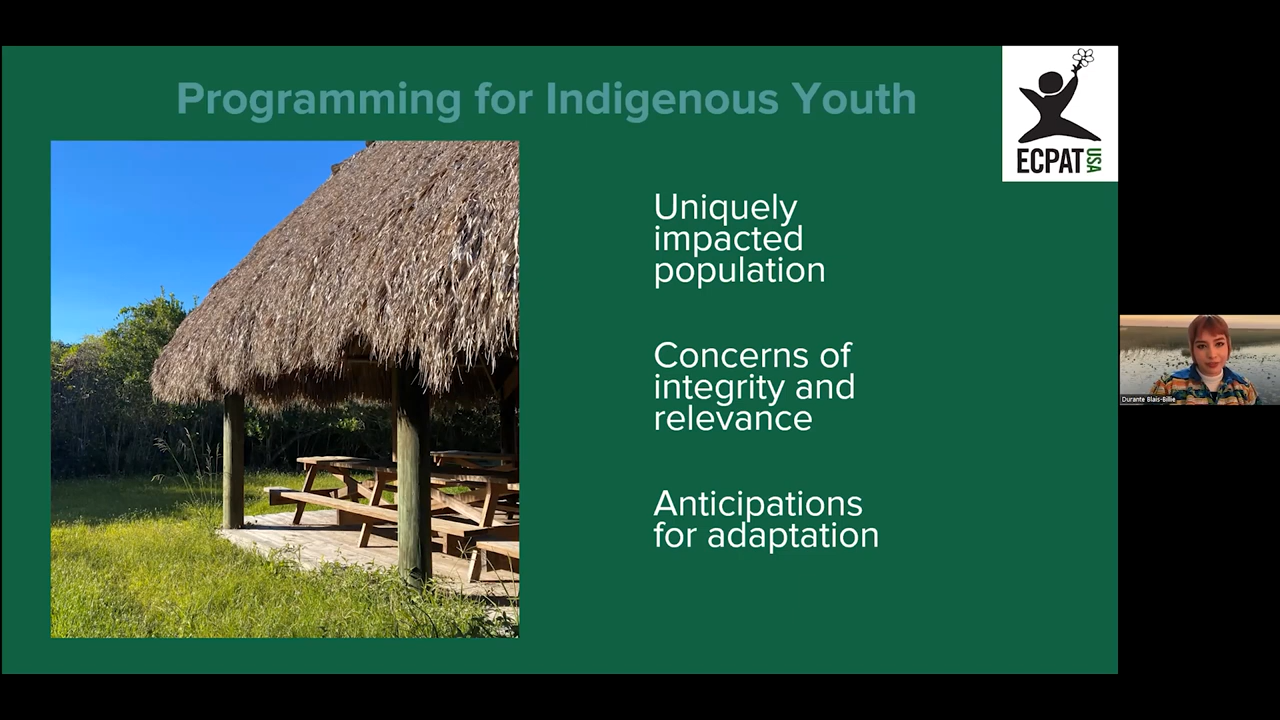 Programming for Indigenous Youth
ECPAT USA
Uniquely
impacted
population
Concerns of
integrity and
relevance
Anticipations
for adaptation
Durante Blais-Billie